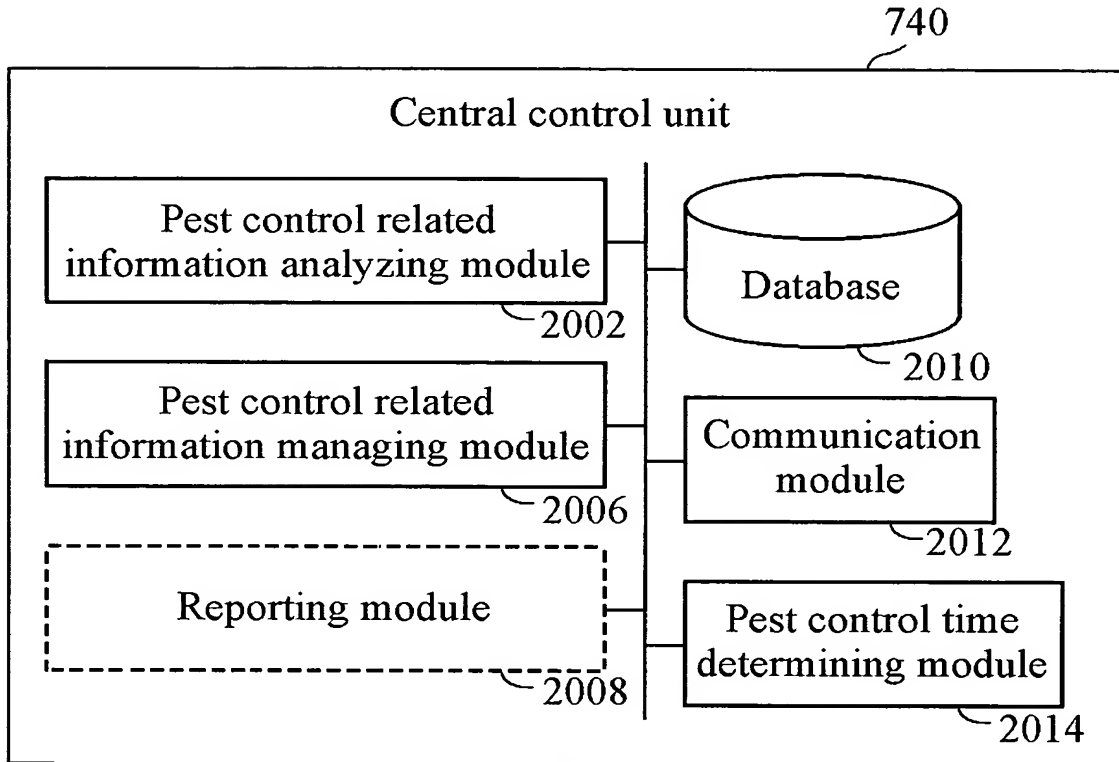 740
Central control unit
Pest control related
information analyzing module
2002
Database
2010
Pest control related
information managing module
2006
Communication
module
2012
Reporting module
2008
Pest control time
determining module
2014